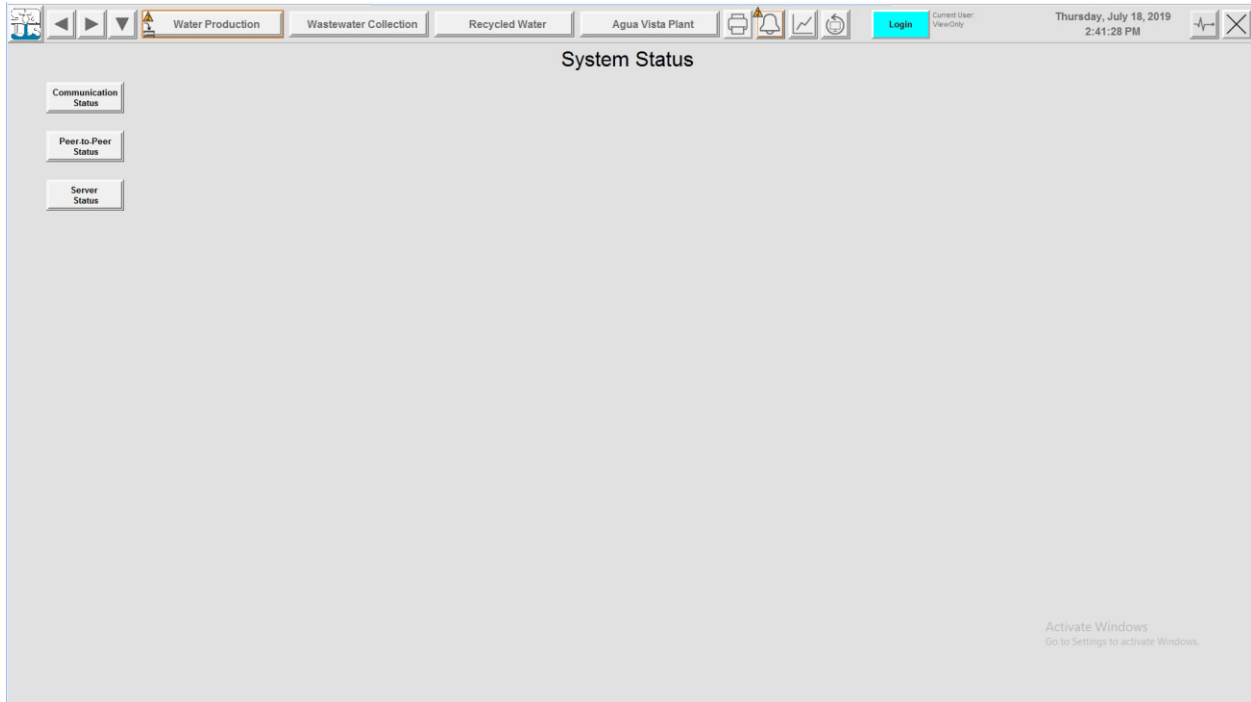 Water Production
Wastewater Collection
Recycled Water
Agua Vista Plant
Login
Current User:
ViewOnly
Thursday, July 18, 2019
2:41:28 PM
System Status
Communication
Status
Peer-to-Peer
Status
Server
Status
Activate Windows
Go to Settings to activate Windows.